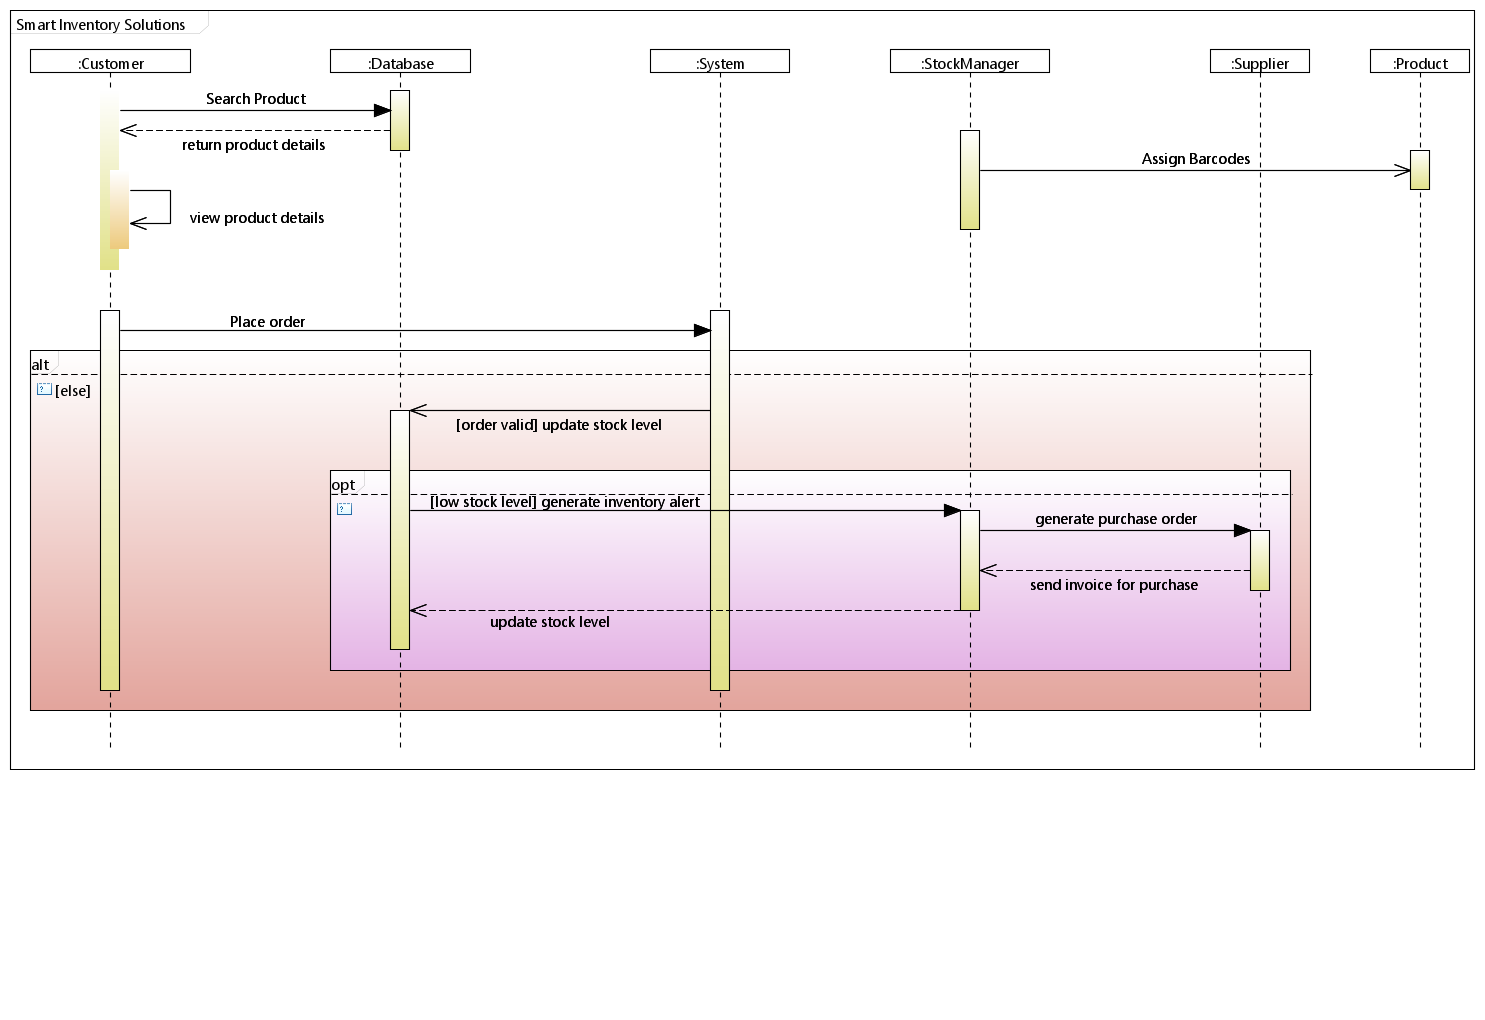 Smart Inventory Solutions
:Customer
:Database
:System
:StockManager
:Supplier
:Product
Search Product
return product details
Assign Barcodes
view product details
Place order
alt
[else]
[order valid] update stock level
opt
[low stock level] generate inventory alert
generate purchase order
send invoice for purchase
update stock level